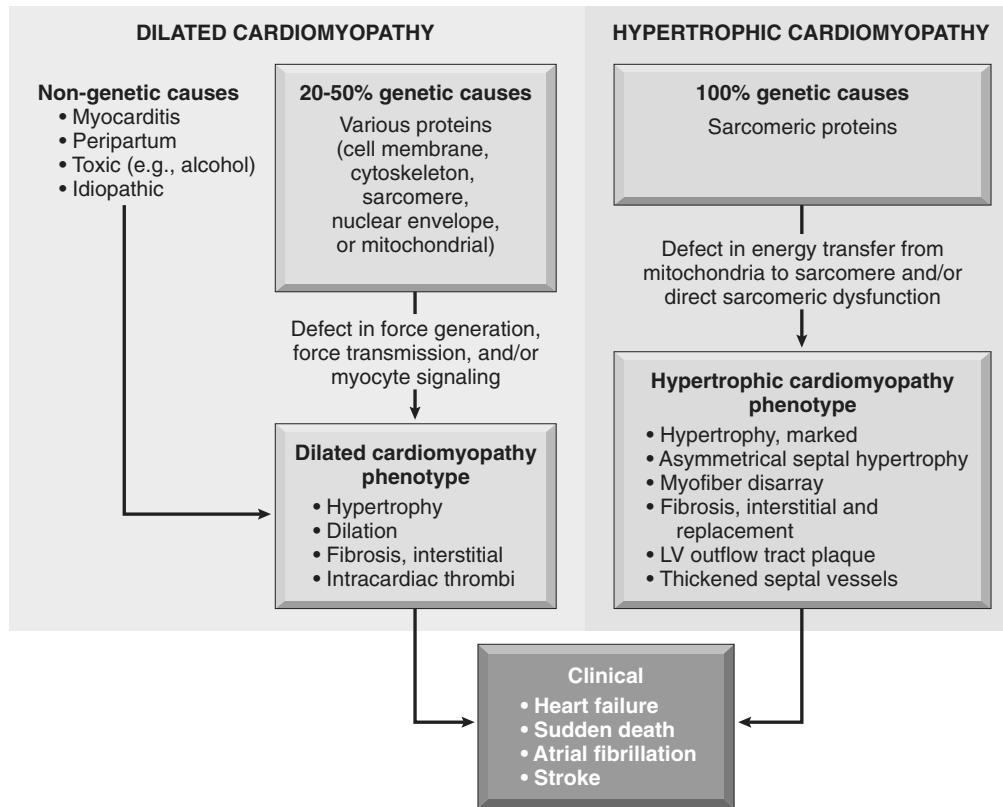 DILATED CARDIOMYOPATHY
Non-genetic causes
• Myocarditis
• Peripartum
• Toxic (e.g., alcohol)
• Idiopathic
20-50% genetic causes
Various proteins
(cell membrane,
cytoskeleton,
sarcomere,
nuclear envelope,
or mitochondrial)
Defect in force generation,
force transmission, and/or
myocyte signaling
Dilated cardiomyopathy
phenotype
• Hypertrophy
• Dilation
• Fibrosis, interstitial
• Intracardiac thrombi
HYPERTROPHIC CARDIOMYOPATHY
100% genetic causes
Sarcomeric proteins
Defect in energy transfer from
mitochondria to sarcomere and/or
direct sarcomeric dysfunction
Hypertrophic cardiomyopathy
phenotype
• Hypertrophy, marked
• Asymmetrical septal hypertrophy
• Myofiber disarray
• Fibrosis, interstitial and
replacement
• LV outflow tract plaque
• Thickened septal vessels
Clinical
• Heart failure
• Sudden death
• Atrial fibrillation
• Stroke